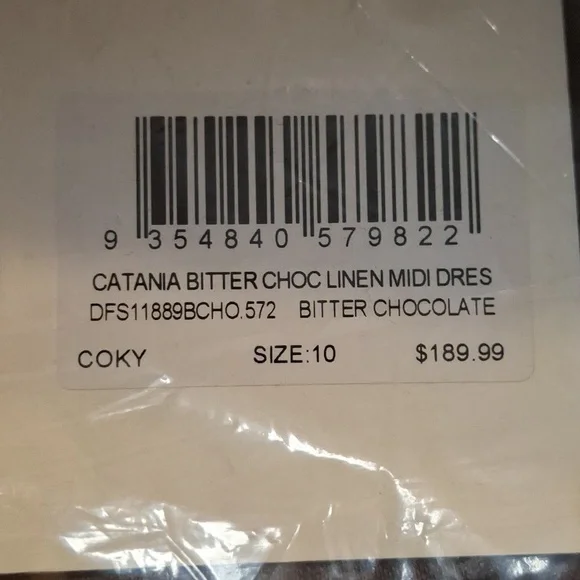 9 354840 579822
CATANIA BITTER CHOC LINEN MIDI DRES
DFS11889BCHO.572 BITTER CHOCOLATE
COKY SIZE:10 $189.99